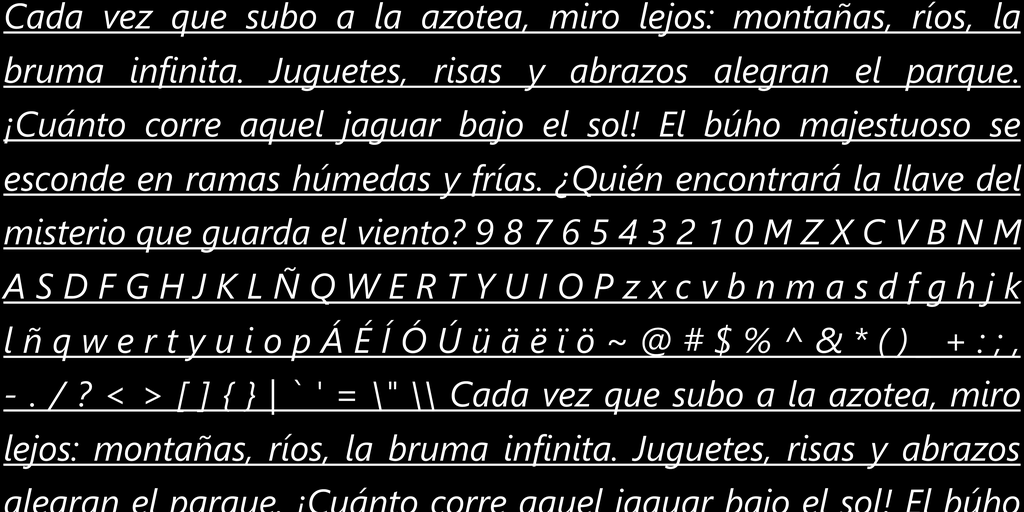 Cada vez que subo a la azotea, miro lejos: montañas, ríos, la
bruma infinita. Juguetes, risas y abrazos alegran el parque.
¡Cuánto corre aquel jaguar bajo el sol! El búho majestuoso se
esconde en ramas húmedas y frías. ¿Quién encontrará la llave del
misterio que guarda el viento? 9 8 7 6 5 4 3 2 1 0 M Z X C V B N M
A S D F G H J K L Ñ Q W E R T Y U I O P z x c v b n m a s d f g h j k
l ñ q w e r t y u i o p Á É Í Ó Ú ü ä ë ï ö ~ @ # $ % ^ & * ( ) _ + : ; ,
- . / ? < > [ ] { } | ` ' = \" \\ Cada vez que subo a la azotea, miro
lejos: montañas, ríos, la bruma infinita. Juguetes, risas y abrazos
alegran el parque. ¡Cuánto corre aquel jaguar bajo el sol! El búho